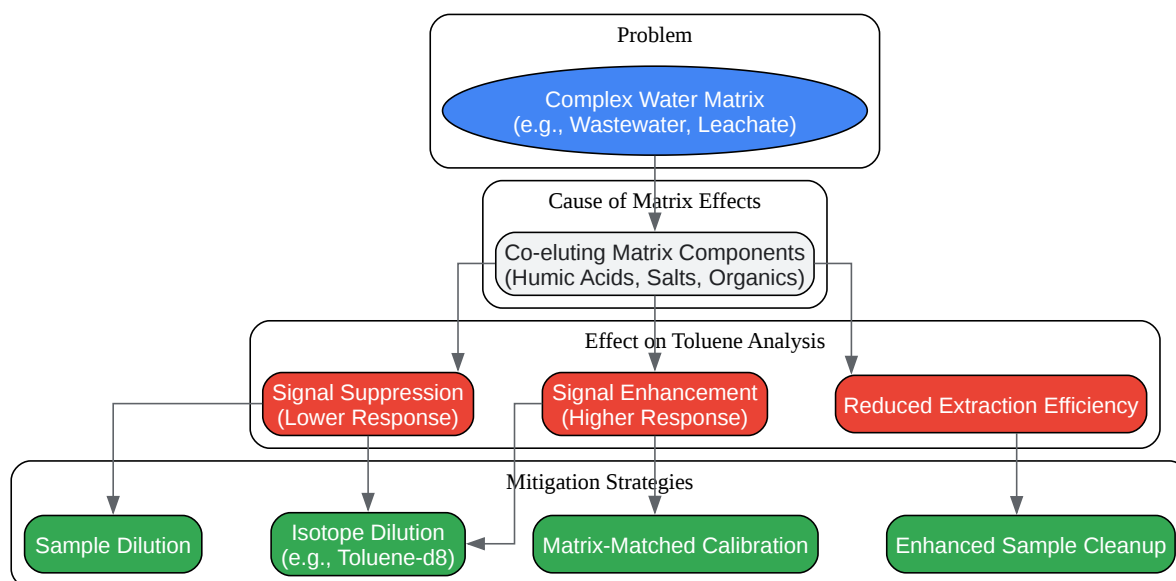 Problem
Complex Water Matrix
(e.g., Wastewater, Leachate)
Cause of Matrix Effects
Co-eluting Matrix Components
(Humic Acids, Salts, Organics)
Effect on Toluene Analysis
Signal Suppression
(Lower Response)
Signal Enhancement
(Higher Response)
Reduced Extraction Efficiency
Mitigation Strategies
Sample Dilution
Isotope Dilution
(e.g., Toluene-d8)
Matrix-Matched Calibration
Enhanced Sample Cleanup